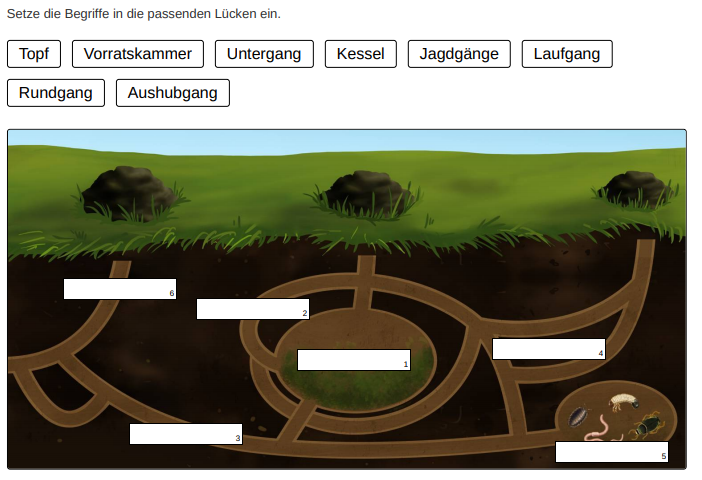 Setze die Begriffe in die passenden Lücken ein.
Topf Vorratskammer Untergang Kessel Jagdgänge Laufgang
Rundgang Aushubgang
6
2
4
1
3
5